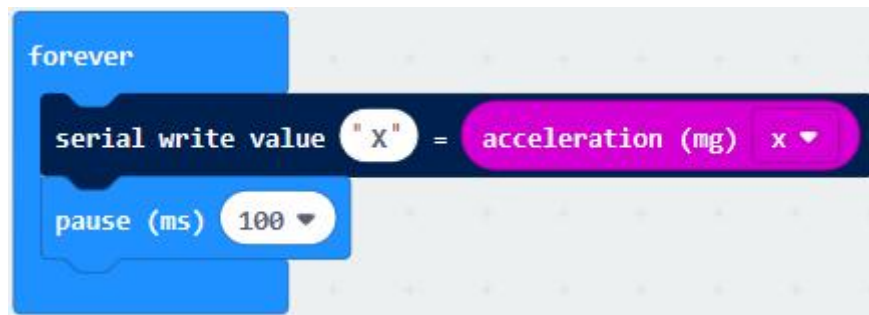 forever
serial write value "X" = acceleration (mg) x
pause (ms) 100